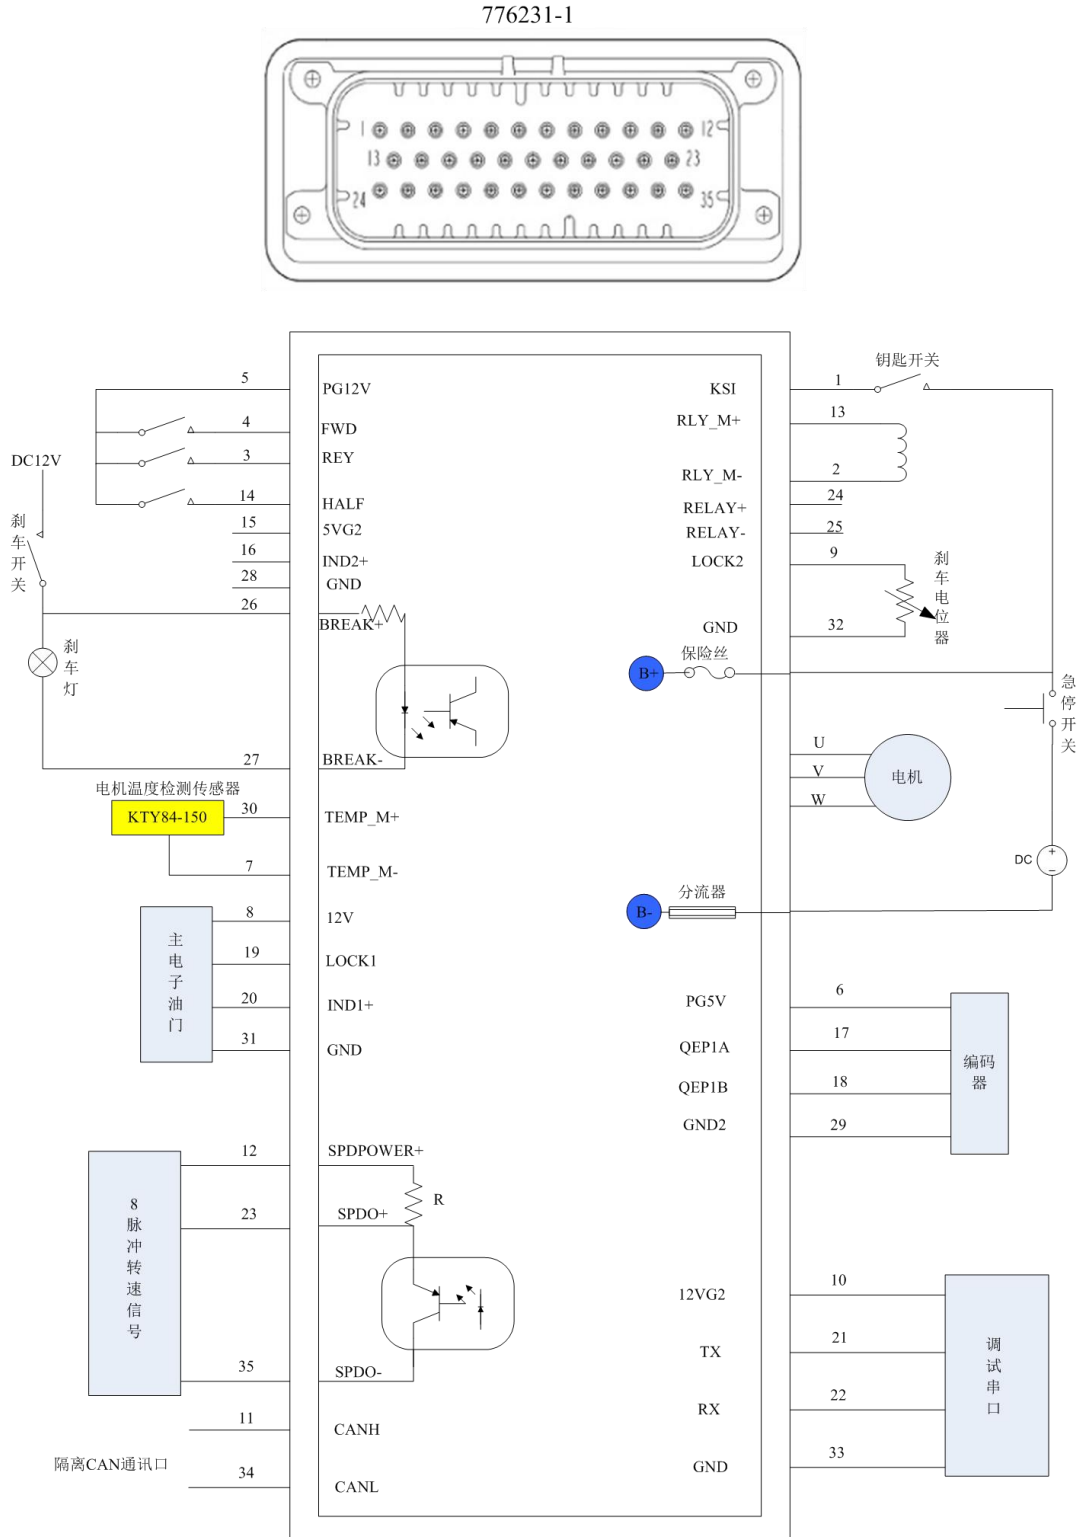 776231-1
1
12
13
23
24
35
5
PG12V
4
FWD
3
REY
14
HALF
DC12V
刹车开关
15
5VG2
16
IND2+
28
GND
26
BREAK+
刹车灯
27
BREAK-
电机温度检测传感器
KTY84-150
30
TEMP_M+
7
TEMP_M-
主电子油门
8
12V
19
LOCK1
20
IND1+
31
GND
8脉冲转速信号
12
SPDPOWER+
R
23
SPDO+
35
SPDO-
11
CANH
隔离CAN通讯口
34
CANL
钥匙开关
KSI
1
RLY_M+
13
RLY_M-
2
RELAY+
24
RELAY-
25
LOCK2
9
刹车电位器
GND
32
B+
保险丝
急停开关
U
V
W
电机
DC
+
−
B-
分流器
PG5V
6
QEP1A
17
QEP1B
18
GND2
29
编码器
12VG2
10
TX
21
RX
22
GND
33
调试串口